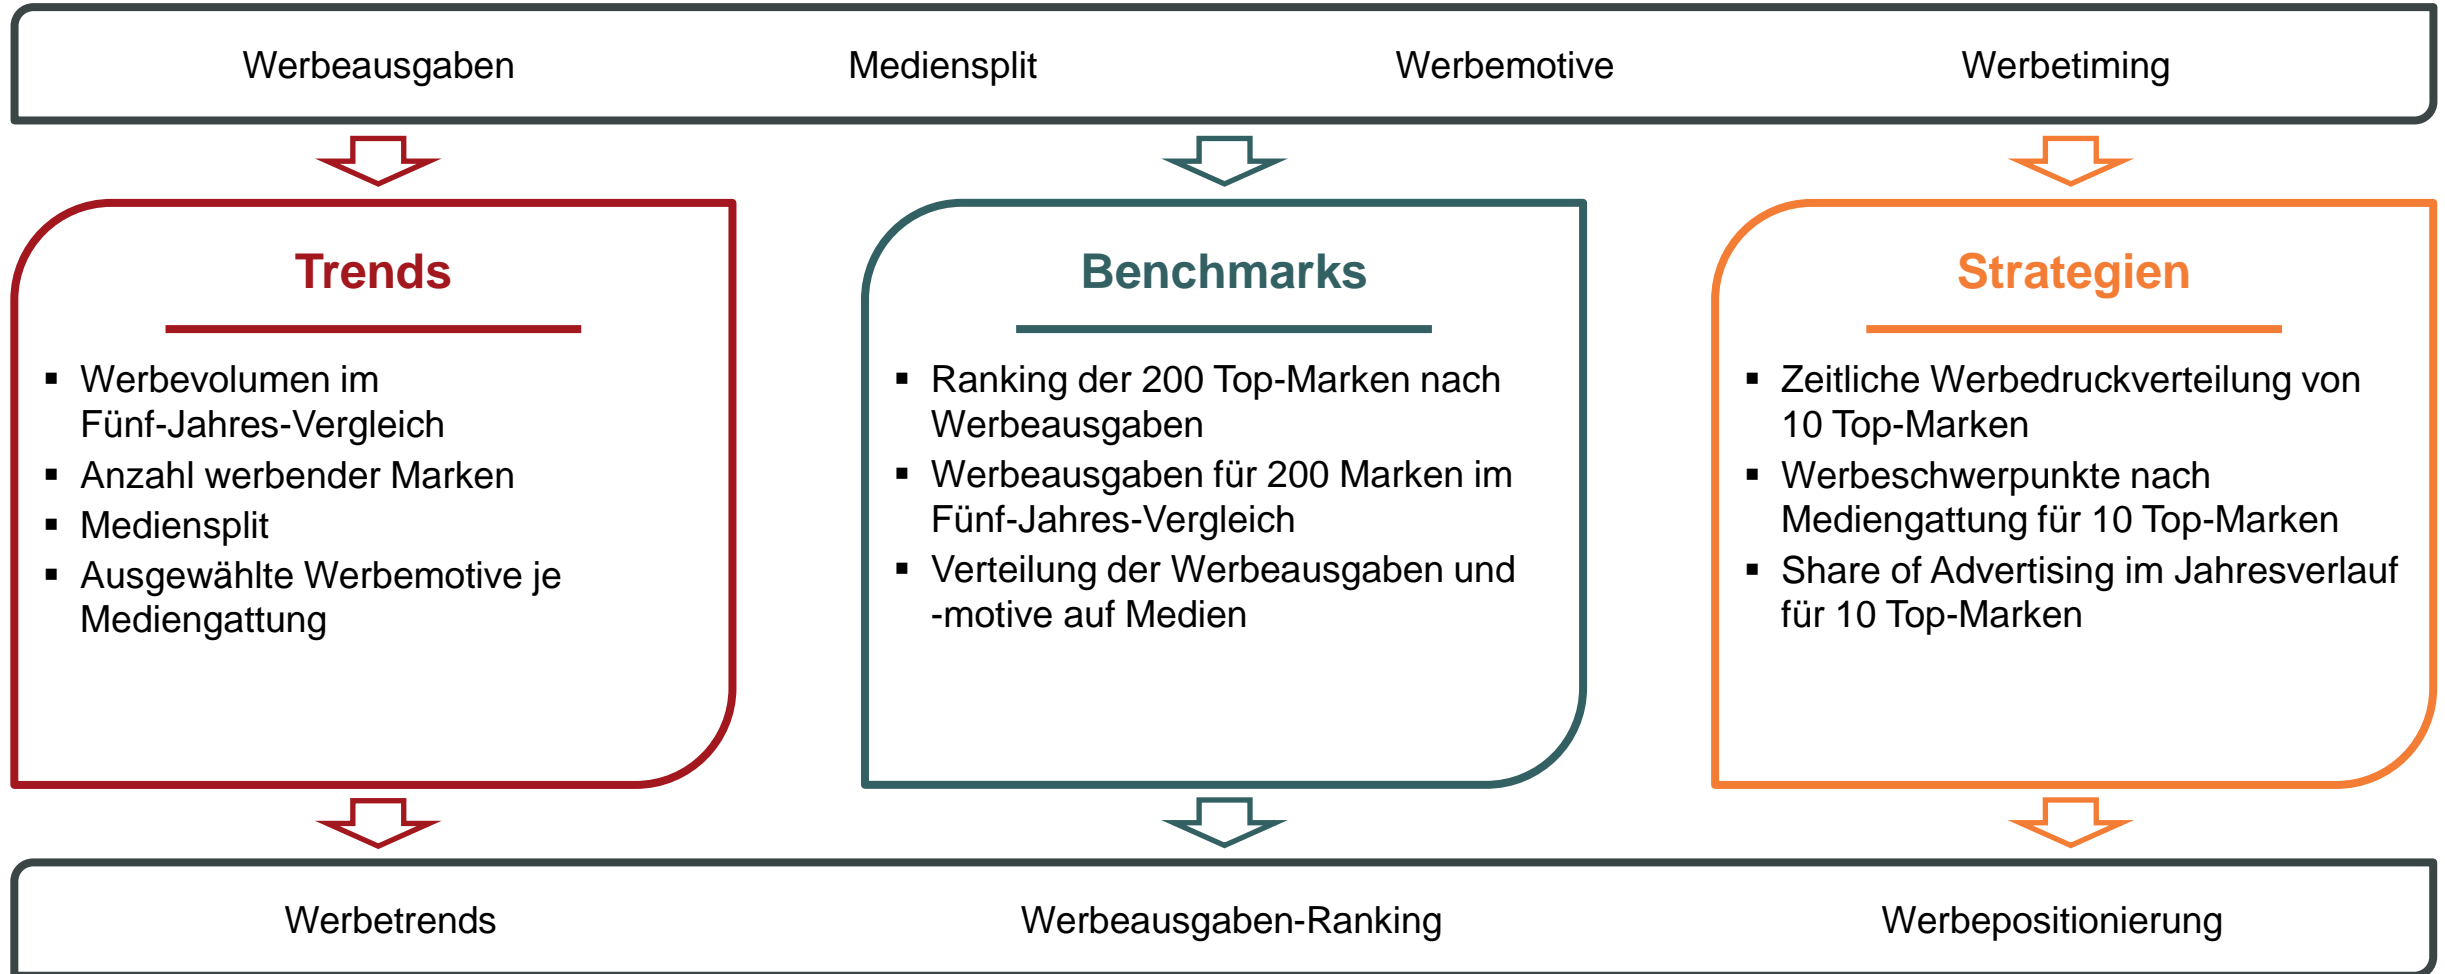 Werbeausgaben Mediensplit Werbemotive Werbetiming
Trends
▪ Werbevolumen im
Fünf-Jahres-Vergleich
▪ Anzahl werbender Marken
▪ Mediensplit
▪ Ausgewählte Werbemotive je
Mediengattung
Benchmarks
▪ Ranking der 200 Top-Marken nach
Werbeausgaben
▪ Werbeausgaben für 200 Marken im
Fünf-Jahres-Vergleich
▪ Verteilung der Werbeausgaben und
-motive auf Medien
Strategien
▪ Zeitliche Werbedruckverteilung von
10 Top-Marken
▪ Werbeschwerpunkte nach
Mediengattung für 10 Top-Marken
▪ Share of Advertising im Jahresverlauf
für 10 Top-Marken
Werbetrends Werbeausgaben-Ranking Werbepositionierung